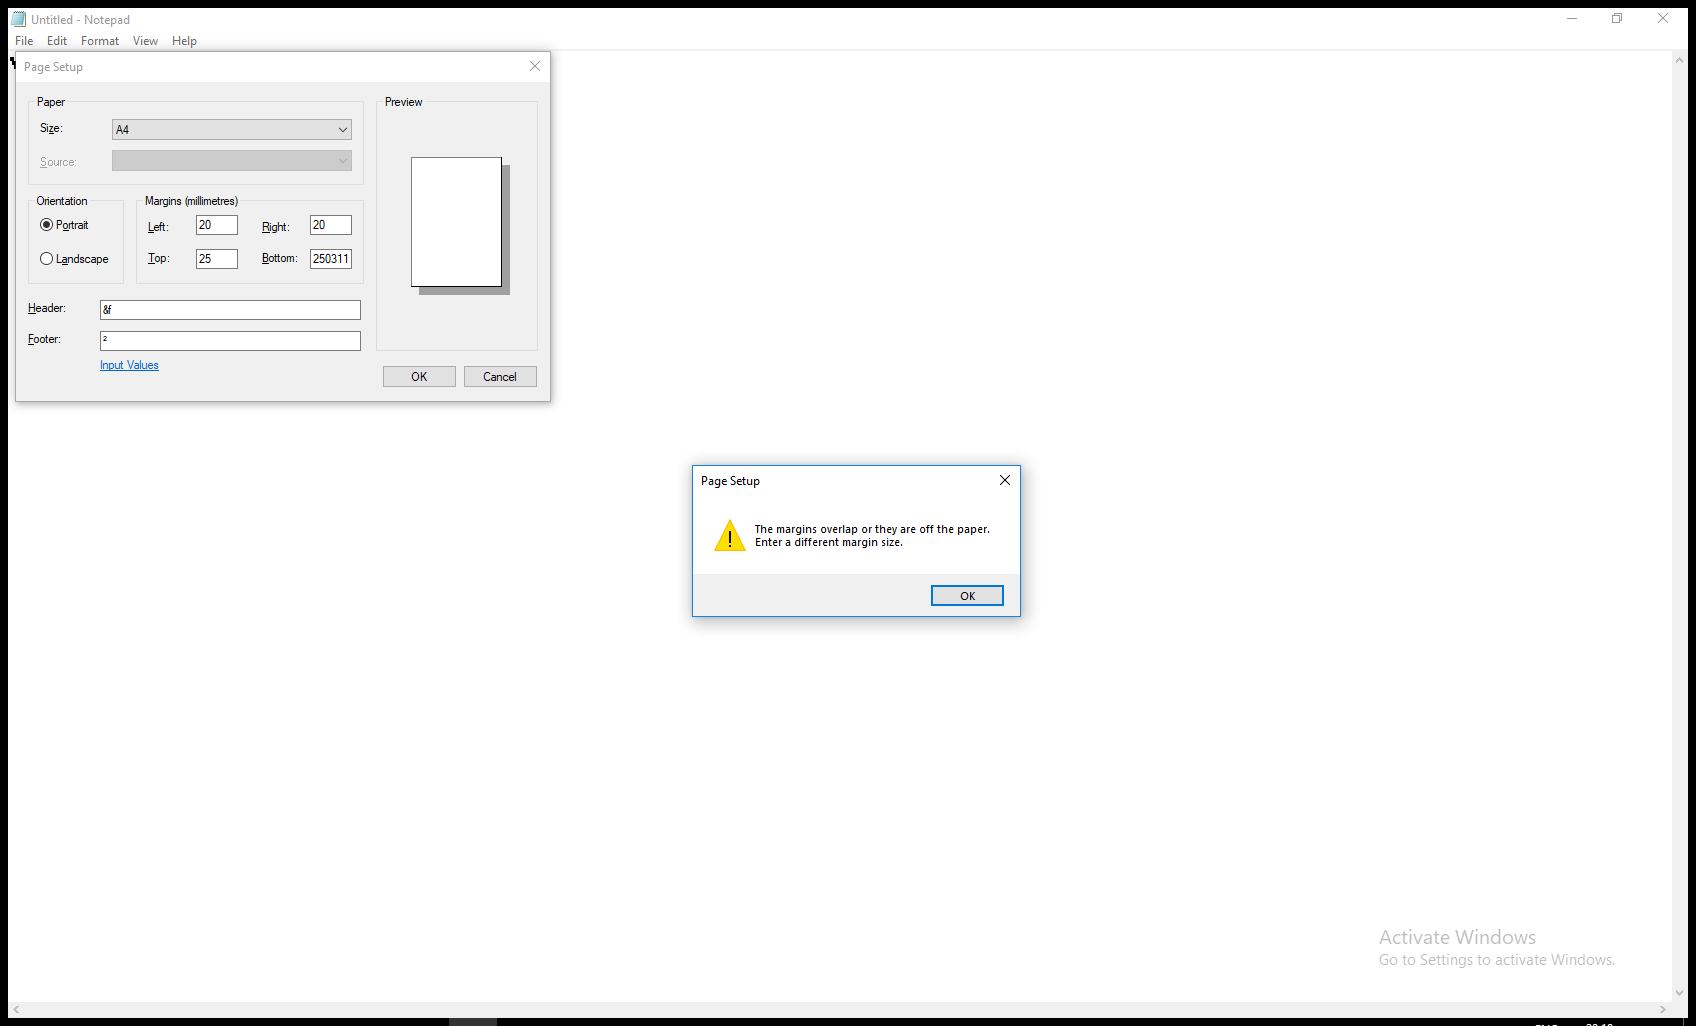 Untitled - Notepad
File Edit Format View Help
Page Setup
Paper
Size: A4
Source:
Orientation
Portrait
Landscape
Margins (millimetres)
Left: 20 Right: 20
Top: 25 Bottom: 250311
Header: &f
Footer: ²
Input Values
Preview
OK Cancel
Page Setup
The margins overlap or they are off the paper.
Enter a different margin size.
OK
Activate Windows
Go to Settings to activate Windows.